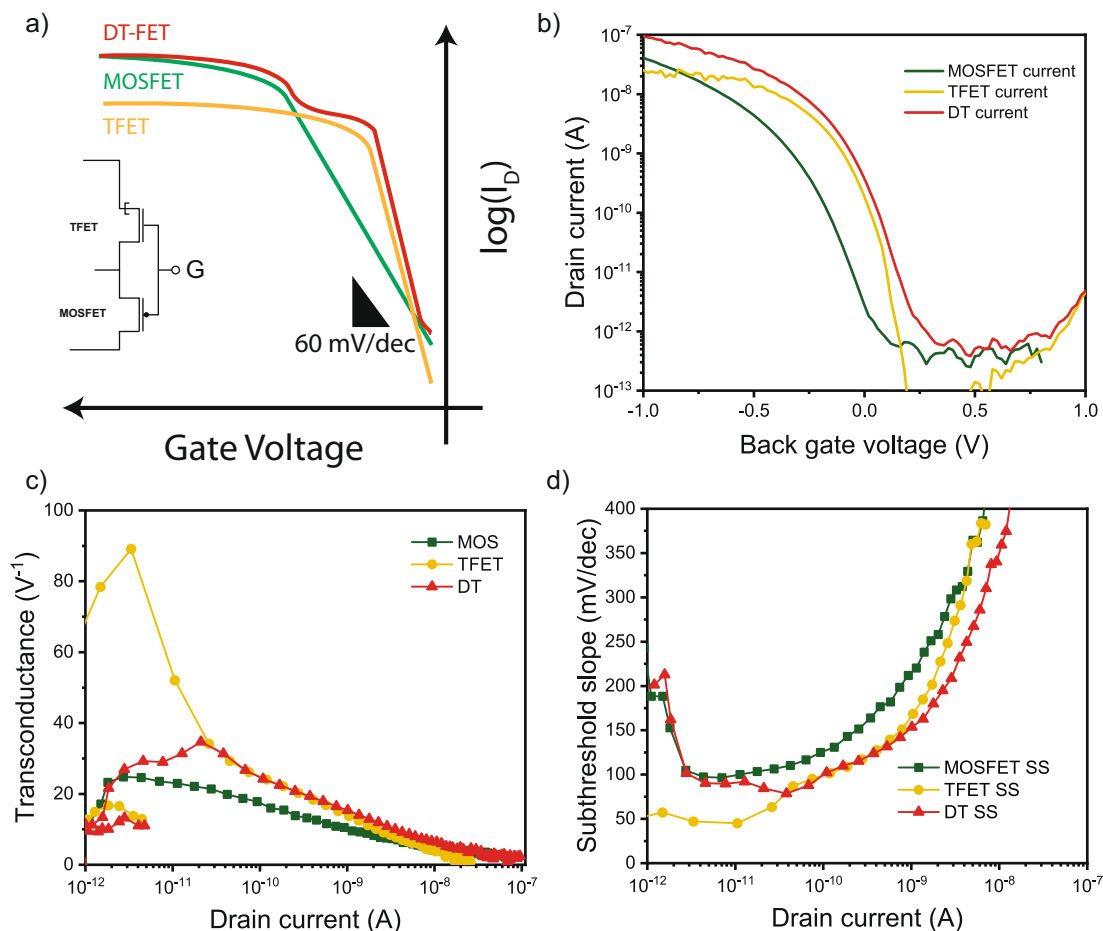 a)
DT-FET
MOSFET
TFET
TFET
G
MOSFET
60 mV/dec
log(I_D)
Gate Voltage
b)
10⁻⁷
10⁻⁸
10⁻⁹
10⁻¹⁰
10⁻¹¹
10⁻¹²
10⁻¹³
Drain current (A)
MOSFET current
TFET current
DT current
-1.0 -0.5 0.0 0.5 1.0
Back gate voltage (V)
c)
100
80
60
40
20
0
Transconductance (V⁻¹)
MOS
TFET
DT
10⁻¹² 10⁻¹¹ 10⁻¹⁰ 10⁻⁹ 10⁻⁸ 10⁻⁷
Drain current (A)
d)
400
350
300
250
200
150
100
50
0
Subthreshold slope (mV/dec)
MOSFET SS
TFET SS
DT SS
10⁻¹² 10⁻¹¹ 10⁻¹⁰ 10⁻⁹ 10⁻⁸ 10⁻⁷
Drain current (A)